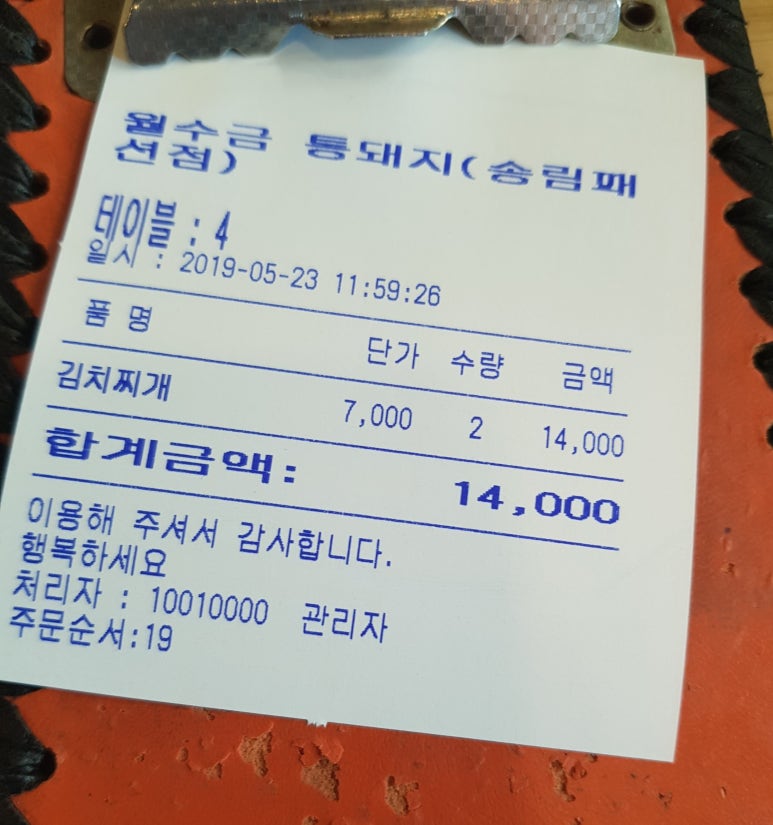 월수금 통돼지(송림패
션점)
테이블 : 4
일시 : 2019-05-23 11:59:26
품 명 단가 수량 금액
김치찌개 7,000 2 14,000
합계금액: 14,000
이용해 주셔서 감사합니다.
행복하세요
처리자 : 10010000 관리자
주문순서:19